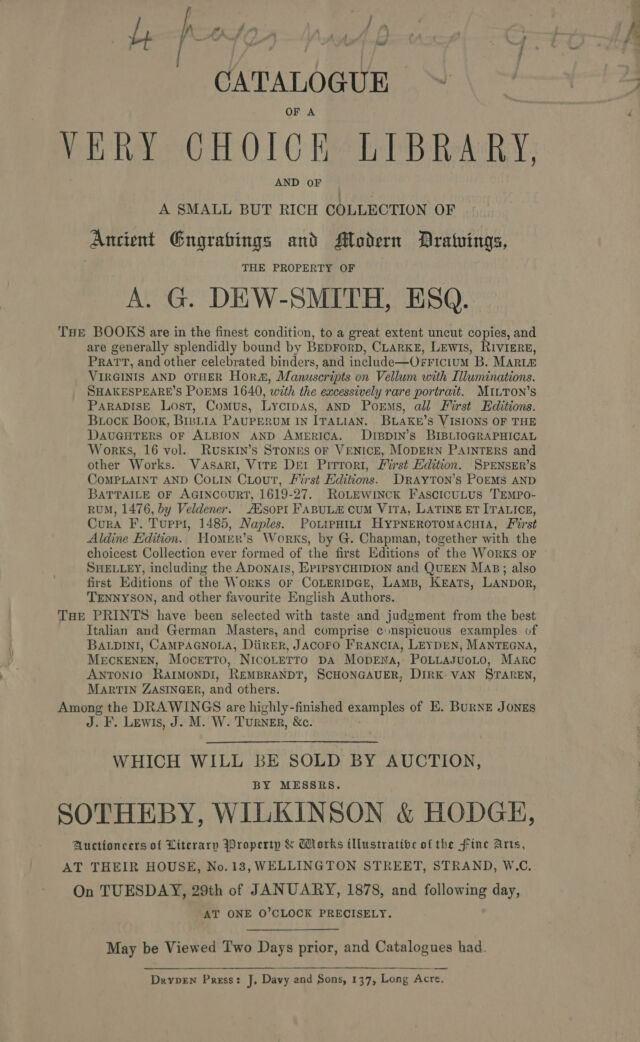 4 pages missing 9.10.11
& 12
CATALOGUE
OF A
VERY CHOICE LIBRARY,
AND OF
A SMALL BUT RICH COLLECTION OF
Ancient Engravings and Modern Drawings,
THE PROPERTY OF
A. G. DEW-SMITH, ESQ.
THE BOOKS are in the finest condition, to a great extent uncut copies, and
are generally splendidly bound by BEDFORD, CLARKE, LEWIS, RIVIERE,
PRATT, and other celebrated binders, and include—OFFICIUM B. MARIÆ
VIRGINIS AND OTHER HORÆ, Manuscripts on Vellum with Illuminations.
SHAKESPEARE'S POEMS 1640, with the excessively rare portrait. MILTON'S
PARADISE LOST, COMUS, LYCIDAS, AND POEMS, all First Editions.
BLOCK BOOK, BIBLIA PAUPERUM IN ITALIAN. BLAKE'S VISIONS OF THE
DAUGHTERS OF ALBION AND AMERICA. DIBDIN'S BIBLIOGRAPHICAL
WORKS, 16 vol. RUSKIN'S STONES OF VENICE, MODERN PAINTERS and
other Works. VASARI, VITE DEI PITTORI, First Edition. SPENSER'S
COMPLAINT AND COLIN CLOUT, First Editions. DRAYTON'S POEMS AND
BATTAILE OF AGINCOURT, 1619-27. ROLEWINCK FASCICULUS TEMPO-
RUM, 1476, by Veldener. ÆSOPI FABULÆ CUM VITA, LATINE ET ITALICE,
CURA F. TUPPI, 1485, Naples. POLIPHILI HYPNEROTOMACHIA, First
Aldine Edition. HOMER'S WORKS, by G. Chapman, together with the
choicest Collection ever formed of the first Editions of the WORKS OF
SHELLEY, including the ADONAIS, EPIPSYCHIDION and QUEEN MAB; also
first Editions of the WORKS OF COLERIDGE, LAMB, KEATS, LANDOR,
TENNYSON, and other favourite English Authors.
THE PRINTS have been selected with taste and judgment from the best
Italian and German Masters, and comprise conspicuous examples of
BALDINI, CAMPAGNOLA, DüRER, JACOPO FRANCIA, LEYDEN, MANTEGNA,
MECKENEN, MOCETTO, NICOLETTO DA MODENA, POLLAJUOLO, MARC
ANTONIO RAIMONDI, REMBRANDT, SCHONGAUER, DIRK VAN STAREN,
MARTIN ZASINGER, and others.
Among the DRAWINGS are highly-finished examples of E. BURNE JONES
J. F. LEWIS, J. M. W. TURNER, &c.
WHICH WILL BE SOLD BY AUCTION,
BY MESSRS.
SOTHEBY, WILKINSON & HODGE,
Auctioneers of Literary Property & Works illustrative of the Fine Arts,
AT THEIR HOUSE, No. 13, WELLINGTON STREET, STRAND, W.C.
On TUESDAY, 29th of JANUARY, 1878, and following day,
AT ONE O'CLOCK PRECISELY.
May be Viewed Two Days prior, and Catalogues had.
DRYDEN PRESS: J. Davy and Sons, 137, Long Acre.